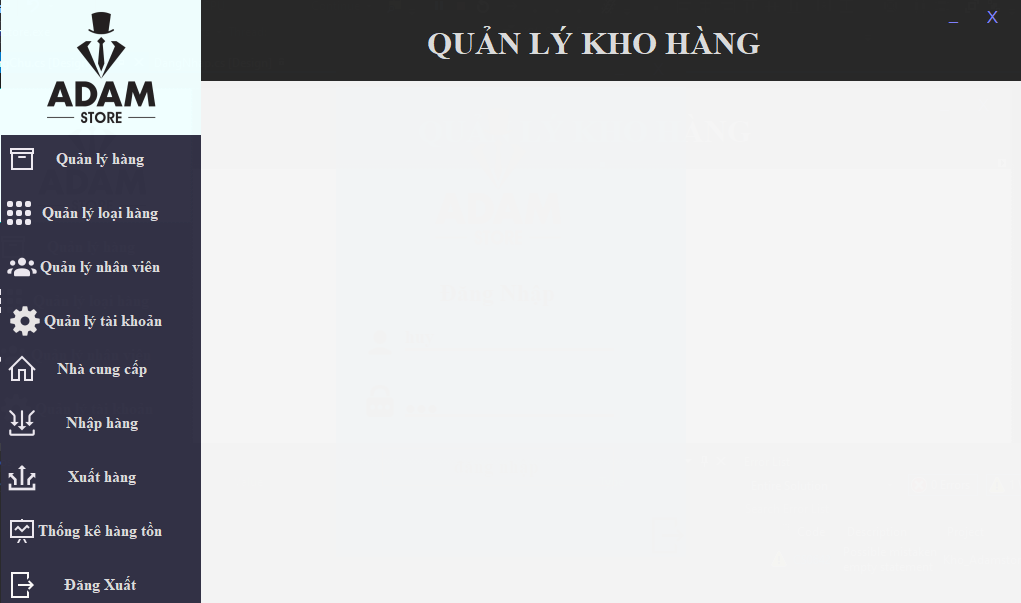 ADAM
STORE
QUẢN LÝ KHO HÀNG
_ X
Quản lý hàng
Quản lý loại hàng
Quản lý nhân viên
Quản lý tài khoản
Nhà cung cấp
Nhập hàng
Xuất hàng
Thống kê hàng tồn
Đăng Xuất